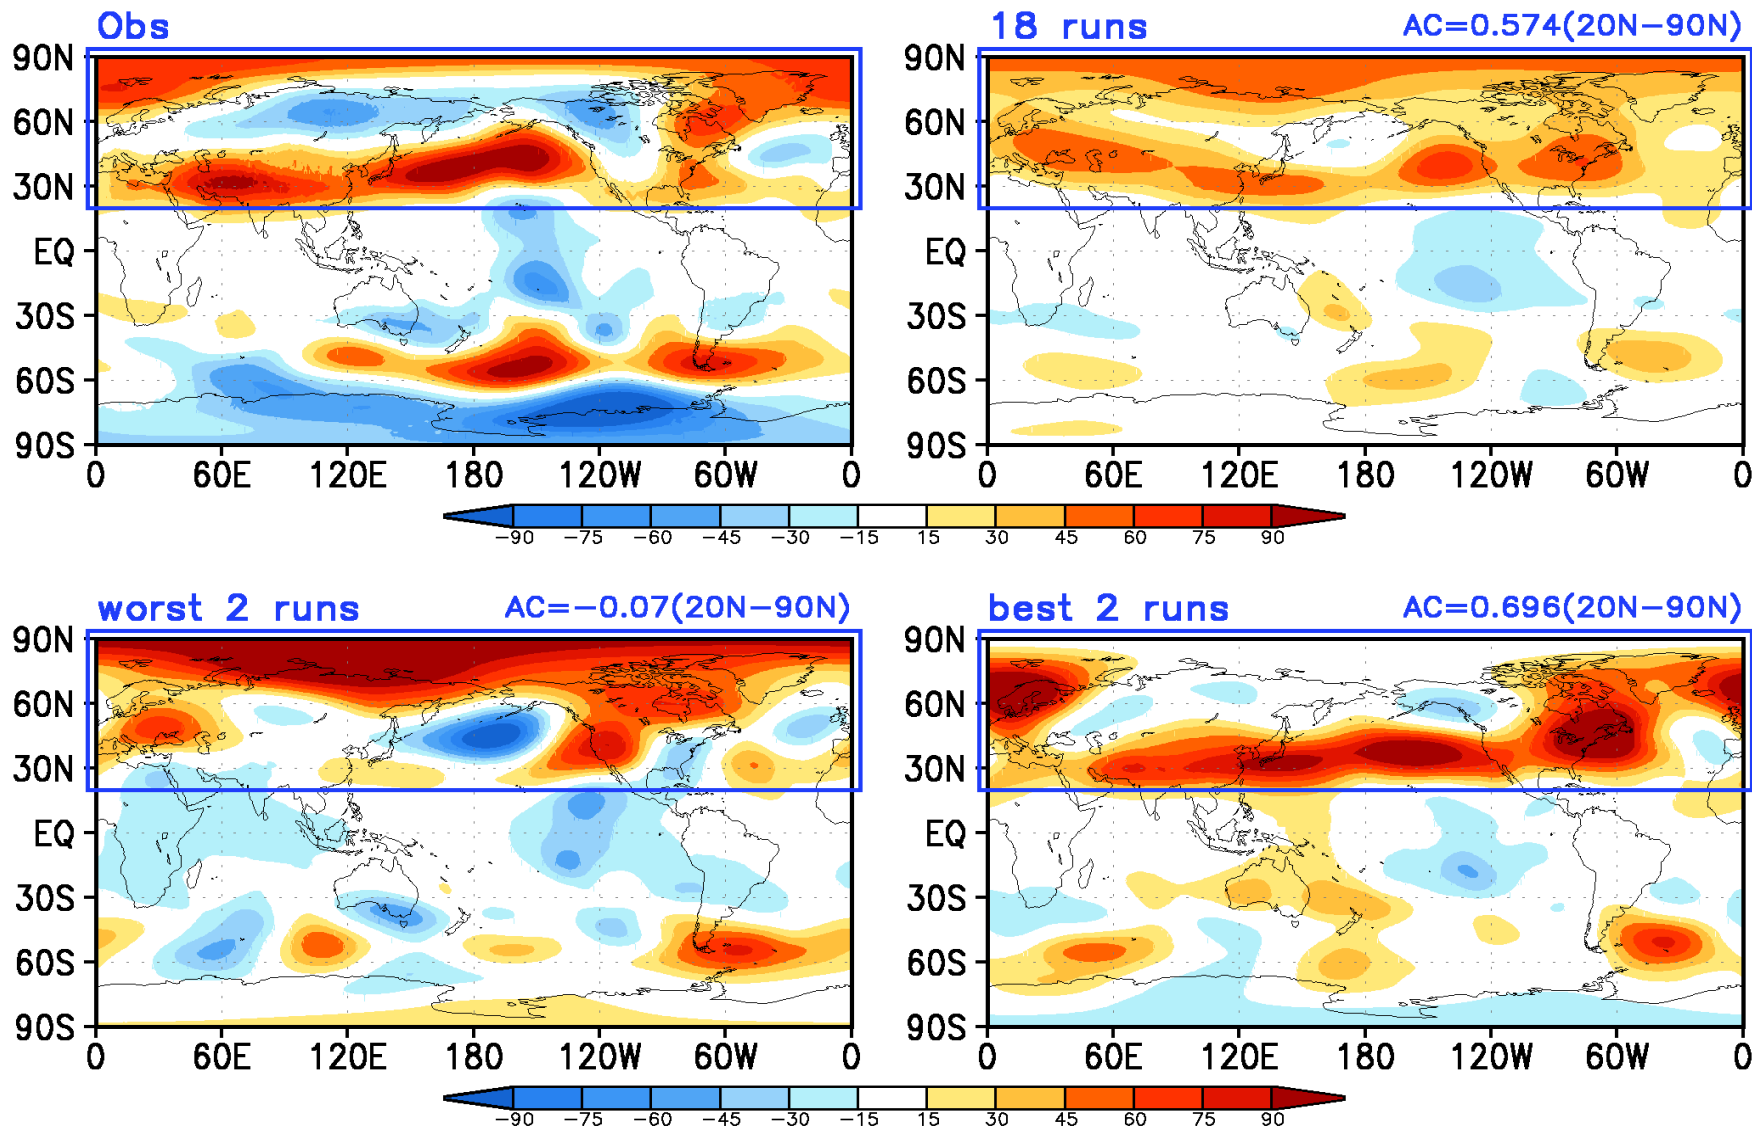 Obs
18 runs AC=0.574(20N−90N)
90N 90N
60N 60N
30N 30N
EQ EQ
30S 30S
60S 60S
90S 90S
0 60E 120E 180 120W 60W 0 0 60E 120E 180 120W 60W 0
−90 −75 −60 −45 −30 −15 15 30 45 60 75 90
worst 2 runs AC=−0.07(20N−90N)
best 2 runs AC=0.696(20N−90N)
90N 90N
60N 60N
30N 30N
EQ EQ
30S 30S
60S 60S
90S 90S
0 60E 120E 180 120W 60W 0 0 60E 120E 180 120W 60W 0
−90 −75 −60 −45 −30 −15 15 30 45 60 75 90